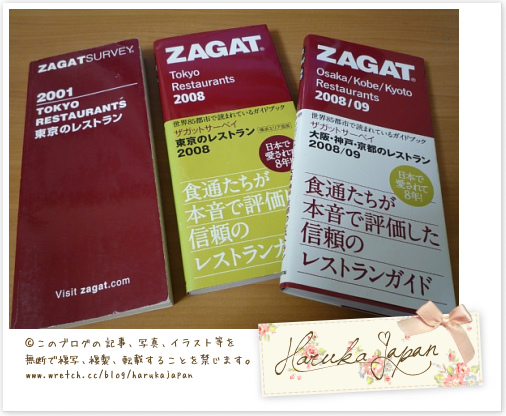 ZAGATSURVEY®
2001
TOKYO
RESTAURANTS
東京のレストラン
Visit zagat.com
ZAGAT®
Tokyo
Restaurants
2008
世界85都市で読まれているガイドブック
ザガットサーベイ
東京のレストラン
2008
日本で
愛されて
8年!
食通たちが
本音で評価した
信頼の
レストランガイド
ZAGAT®
Osaka/Kobe/Kyoto
Restaurants
2008/09
世界85都市で読まれているガイドブック
ザガットサーベイ
大阪・神戸・京都のレストラン
2008/09
日本で
愛されて
8年!
食通たちが
本音で評価した
信頼の
レストランガイド
©このブログの記事、写真、イラスト等を
無断で複写、複製、転載することを禁じます。
www.wretch.cc/blog/harukajapan
Haruka Japan